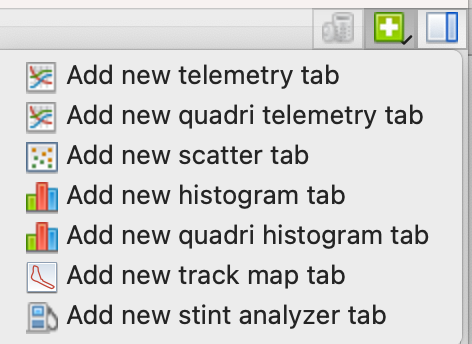 Add new telemetry tab
Add new quadri telemetry tab
Add new scatter tab
Add new histogram tab
Add new quadri histogram tab
Add new track map tab
Add new stint analyzer tab